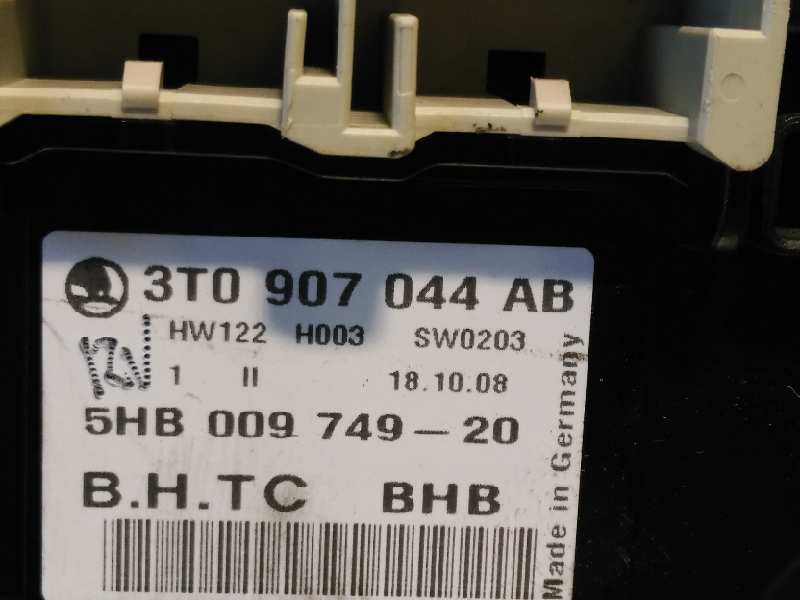 3T0 907 044 AB
HW122 H003 SW0203
1 II 18.10.08
5HB 009 749-20
B.H.TC BHB
Made in Germany